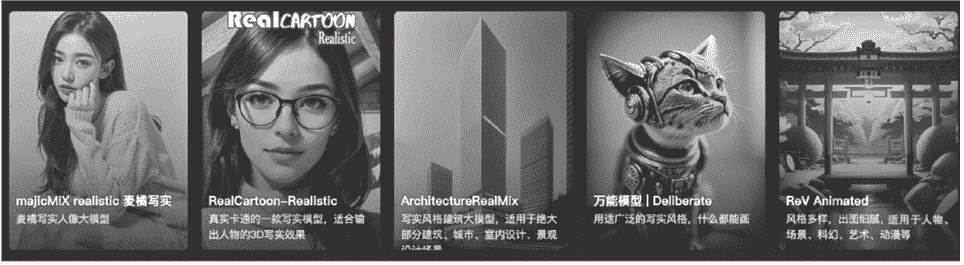 RealCARTOON
Realistic
majicMIX realistic 麦橘写实
麦橘写实人像大模型
RealCartoon-Realistic
真实卡通的一款写实模型，适合输
出人物的3D写实效果
ArchitectureRealMix
写实风格建筑大模型，适用于绝大
部分建筑、城市、室内设计、景观
设计场景
万能模型 | Deliberate
用途广泛的写实风格，什么都能画
ReV Animated
风格多样，出图细腻，适用于人物、
场景、科幻、艺术、动漫等